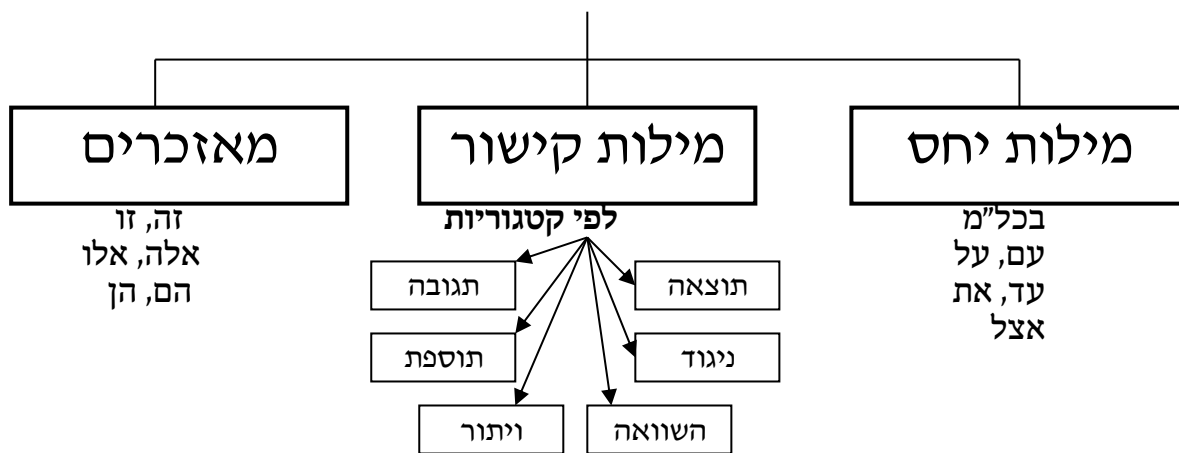 מילות יחס
בכל"מ
עם, על
עד, את
אצל
מילות קישור
לפי קטגוריות
תוצאה
תגובה
ניגוד
תוספת
השוואה
ויתור
מאזכרים
זה, זו
אלה, אלו
הם, הן